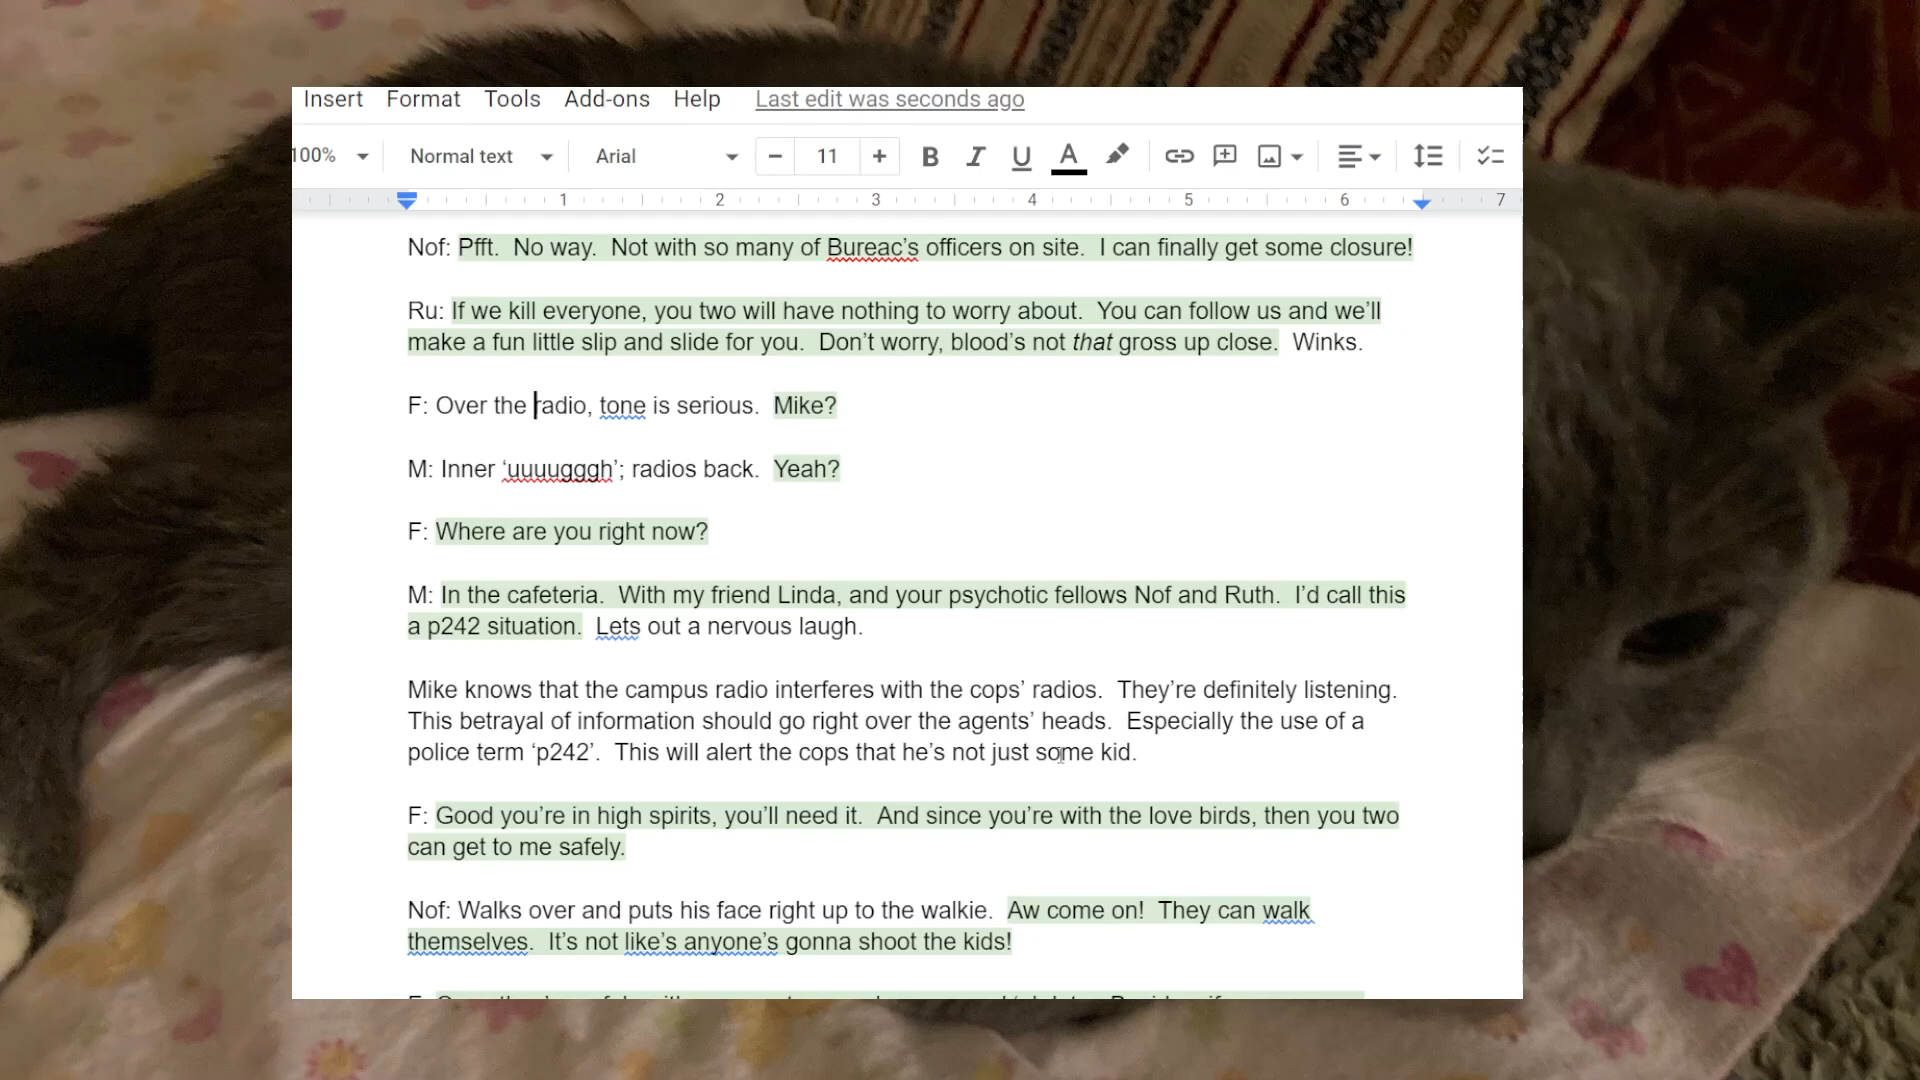 Insert Format Tools Add-ons Help Last edit was seconds ago
100% Normal text Arial 11 B I U A
1 2 3 4 5 6 7
Nof: Pfft. No way. Not with so many of Bureac's officers on site. I can finally get some closure!
Ru: If we kill everyone, you two will have nothing to worry about. You can follow us and we'll
make a fun little slip and slide for you. Don't worry, blood's not that gross up close. Winks.
F: Over the radio, tone is serious. Mike?
M: Inner 'uuuugggh'; radios back. Yeah?
F: Where are you right now?
M: In the cafeteria. With my friend Linda, and your psychotic fellows Nof and Ruth. I'd call this
a p242 situation. Lets out a nervous laugh.
Mike knows that the campus radio interferes with the cops' radios. They're definitely listening.
This betrayal of information should go right over the agents' heads. Especially the use of a
police term 'p242'. This will alert the cops that he's not just some kid.
F: Good you're in high spirits, you'll need it. And since you're with the love birds, then you two
can get to me safely.
Nof: Walks over and puts his face right up to the walkie. Aw come on! They can walk
themselves. It's not like's anyone's gonna shoot the kids!